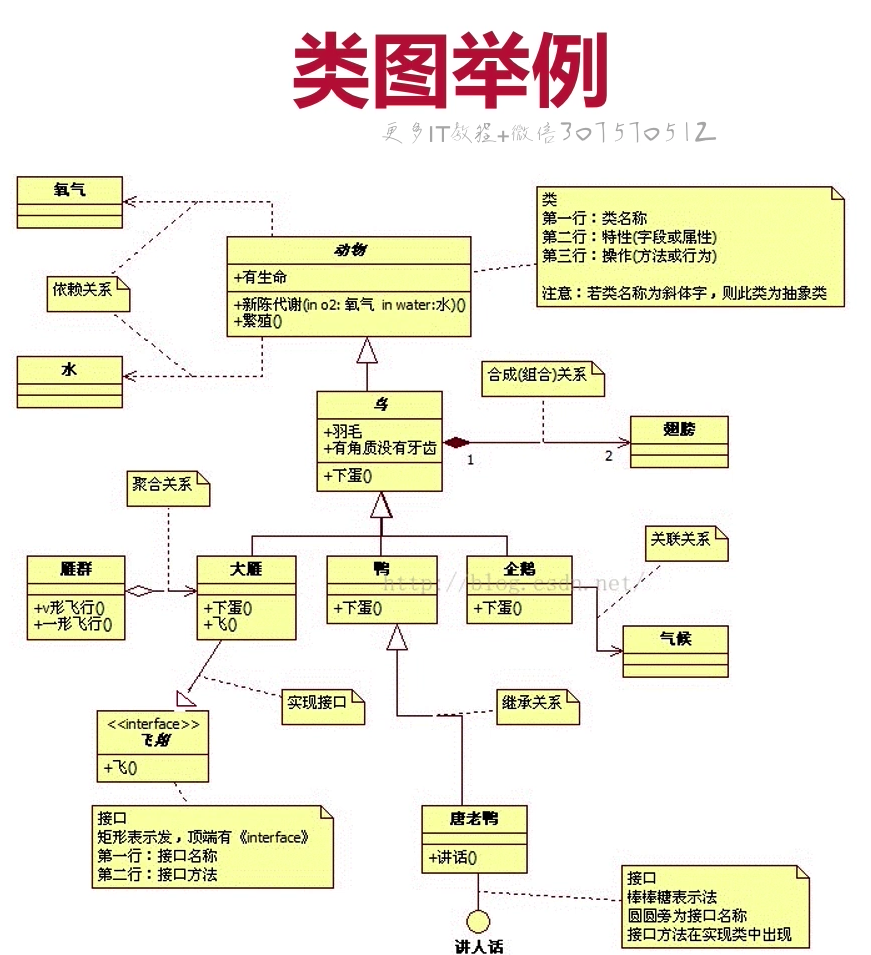 类图举例
更多IT教程+微信307570512
氧气
类
第一行：类名称
第二行：特性(字段或属性)
第三行：操作(方法或行为)
注意：若类名称为斜体字，则此类为抽象类
动物
+有生命
+新陈代谢(in o2: 氧气 in water:水)()
+繁殖()
依赖关系
水
鸟
+羽毛
+有角质没有牙齿
+下蛋()
合成(组合)关系
1
2
翅膀
聚合关系
雁群
+v形飞行()
+一形飞行()
大雁
+下蛋()
+飞()
鸭
+下蛋()
企鹅
+下蛋()
http://blog.csdn.net/
关联关系
气候
实现接口
继承关系
<<interface>>
飞翔
+飞()
接口
矩形表示发，顶端有《interface》
第一行：接口名称
第二行：接口方法
唐老鸭
+讲话()
讲人话
接口
棒棒糖表示法
圆圆旁为接口名称
接口方法在实现类中出现